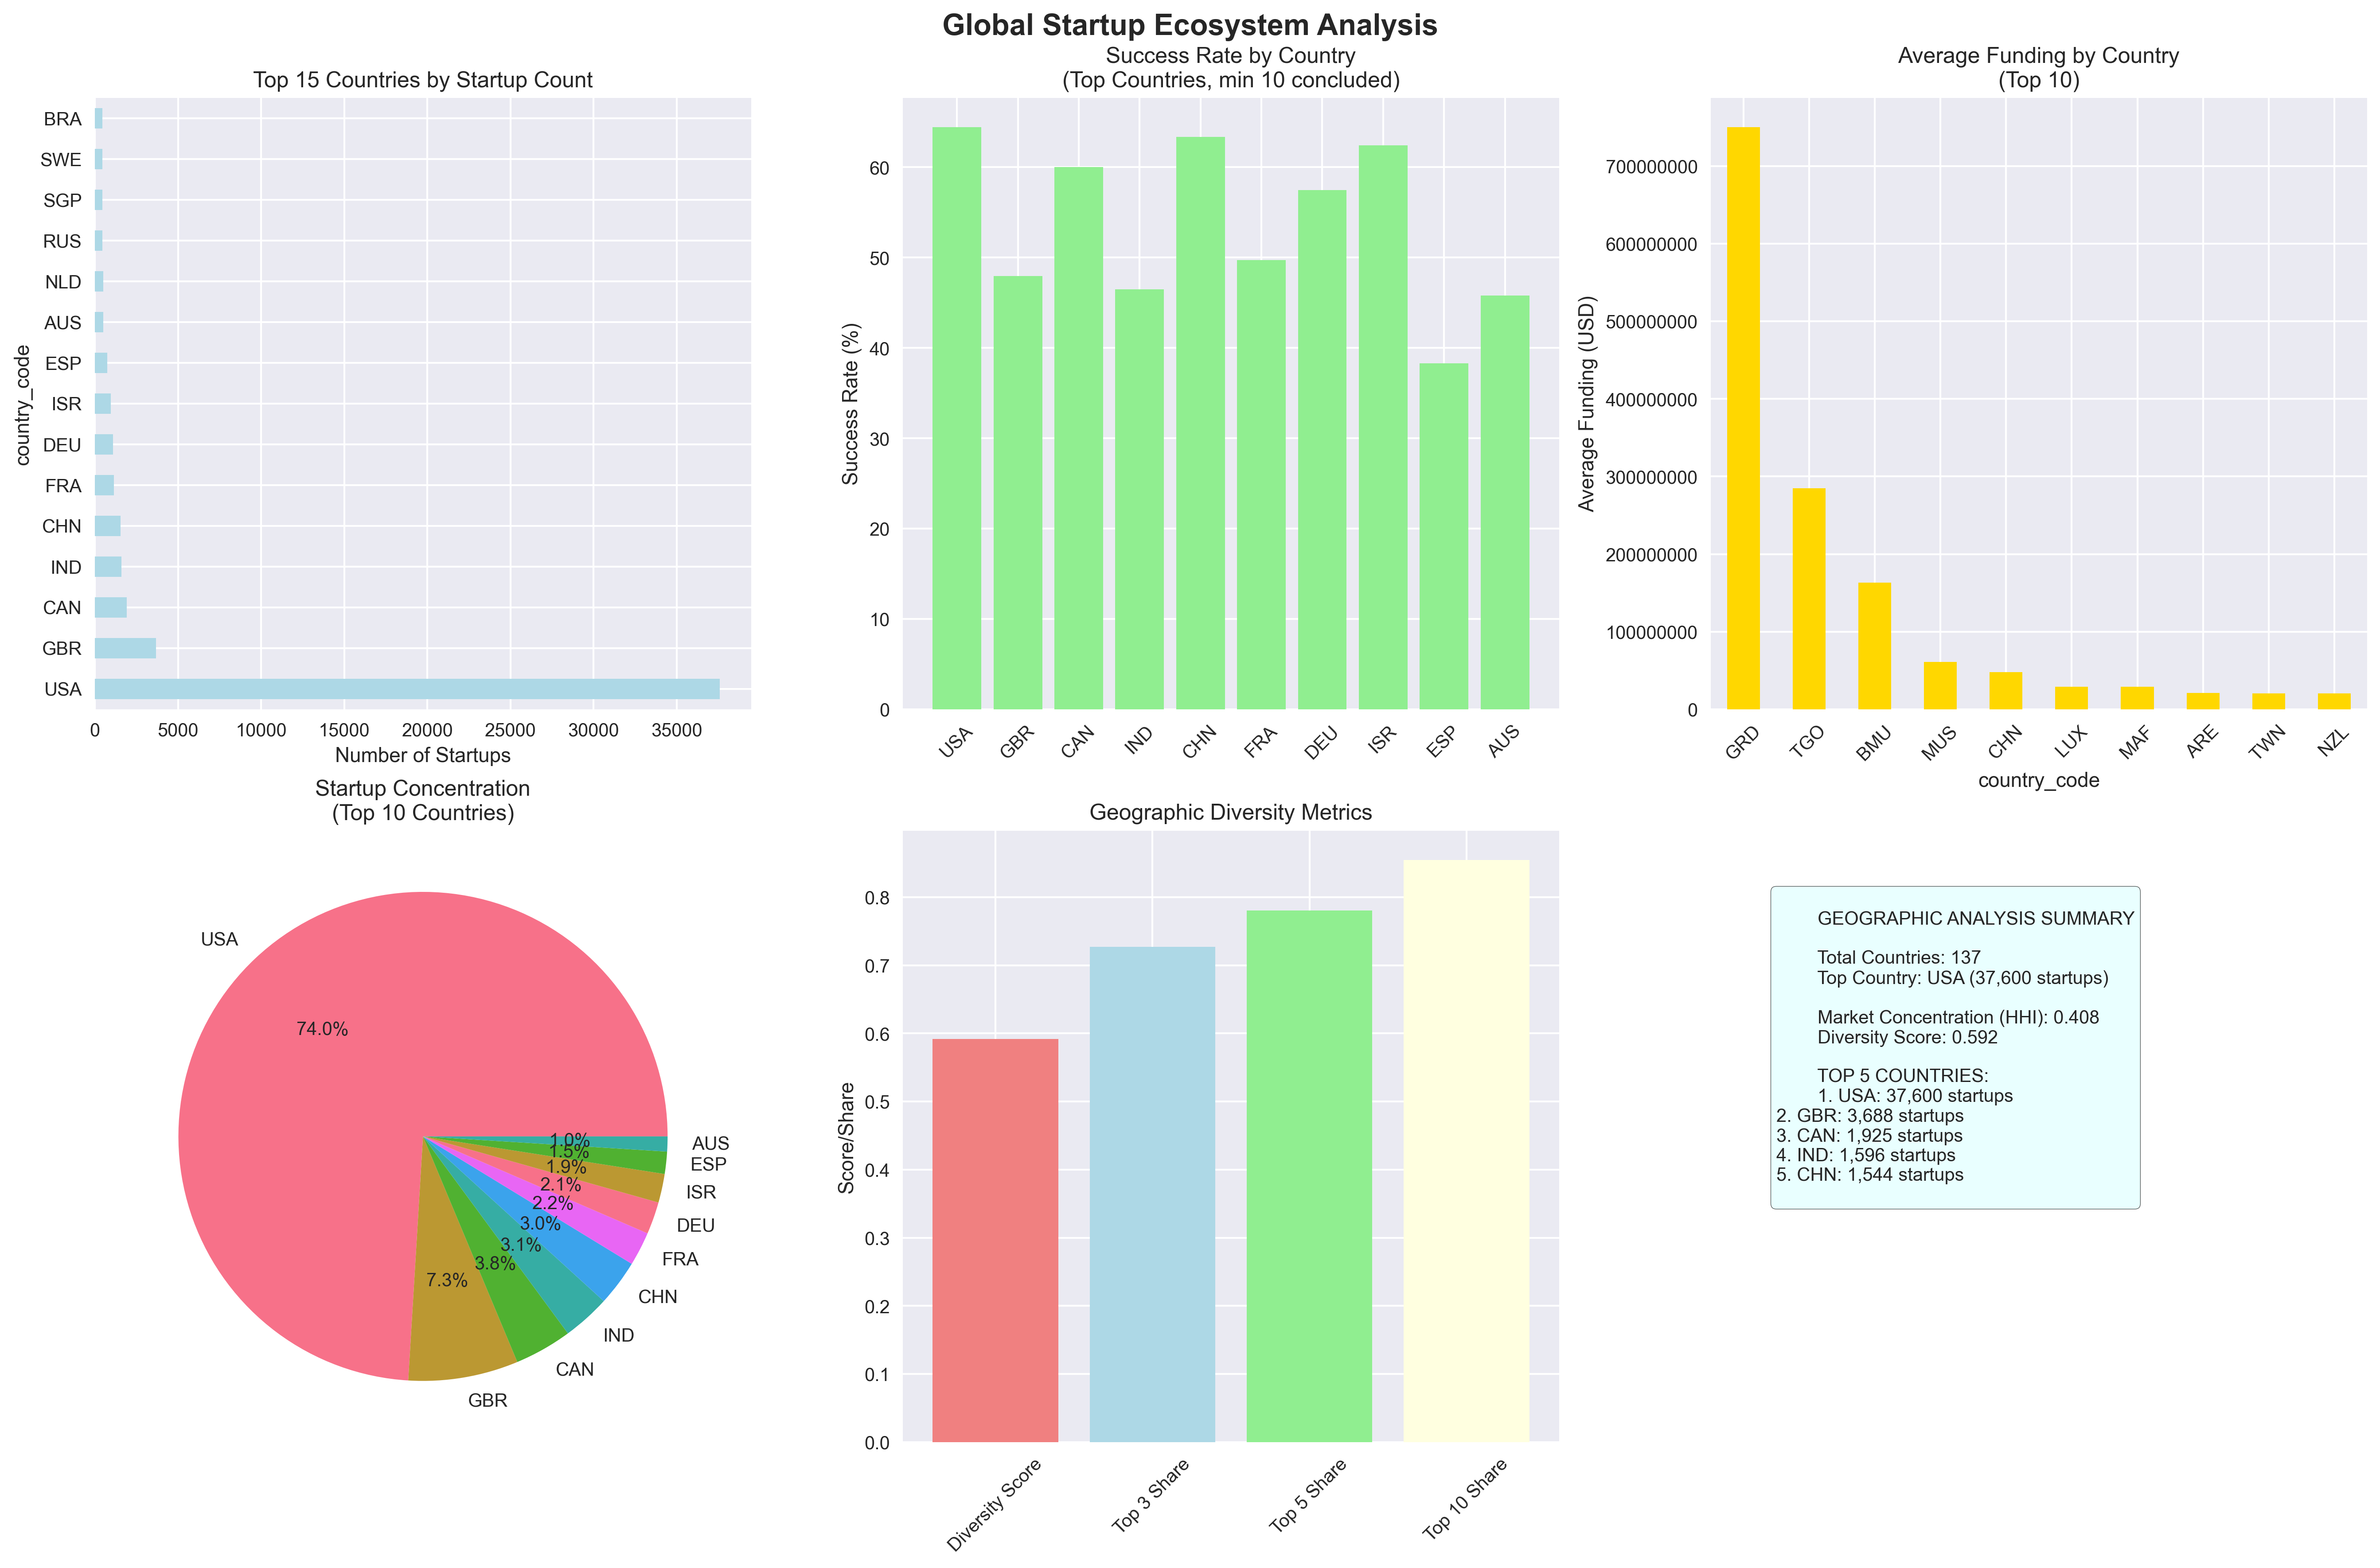 Global Startup Ecosystem Analysis
Top 15 Countries by Startup Count
BRA
SWE
SGP
RUS
NLD
AUS
ESP
ISR
DEU
FRA
CHN
IND
CAN
GBR
USA
country_code
0 5000 10000 15000 20000 25000 30000 35000
Number of Startups
Success Rate by Country
(Top Countries, min 10 concluded)
60
50
40
30
20
10
0
Success Rate (%)
USA GBR CAN IND CHN FRA DEU ISR ESP AUS
Average Funding by Country
(Top 10)
700000000
600000000
500000000
400000000
300000000
200000000
100000000
0
Average Funding (USD)
GRD TGO BMU MUS CHN LUX MAF ARE TWN NZL
country_code
Startup Concentration
(Top 10 Countries)
USA
74.0%
1.0%
AUS
1.5%
ESP
1.9%
ISR
2.1%
DEU
2.2%
FRA
3.0%
CHN
3.1%
IND
3.8%
CAN
7.3%
GBR
Geographic Diversity Metrics
0.8
0.7
0.6
0.5
0.4
0.3
0.2
0.1
0.0
Score/Share
Diversity Score
Top 3 Share
Top 5 Share
Top 10 Share
GEOGRAPHIC ANALYSIS SUMMARY
Total Countries: 137
Top Country: USA (37,600 startups)
Market Concentration (HHI): 0.408
Diversity Score: 0.592
TOP 5 COUNTRIES:
1. USA: 37,600 startups
2. GBR: 3,688 startups
3. CAN: 1,925 startups
4. IND: 1,596 startups
5. CHN: 1,544 startups